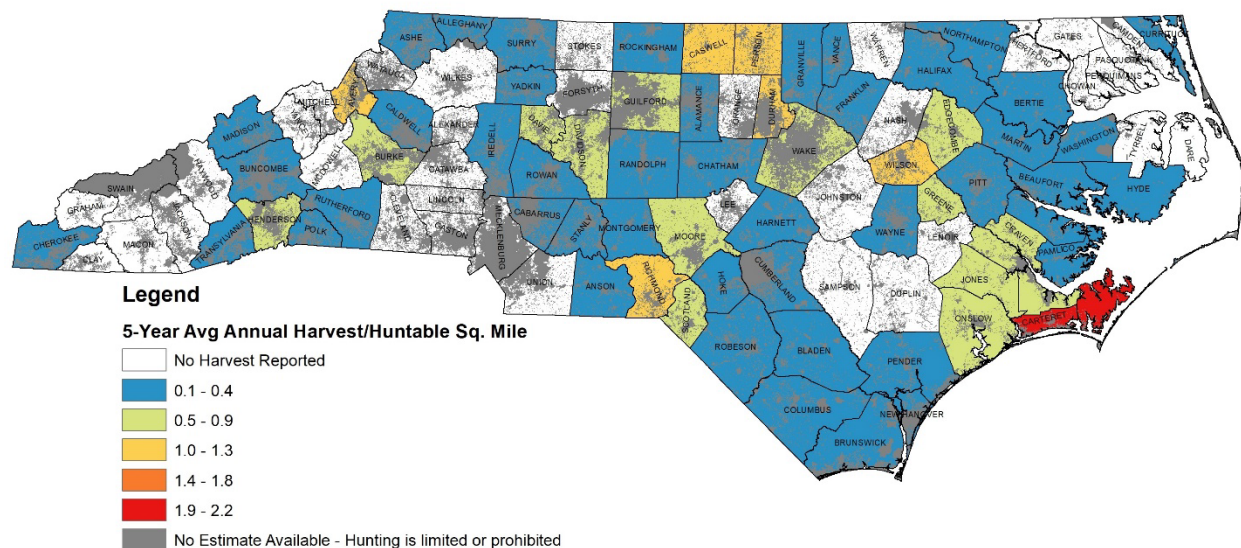 ALLEGHANY
ASHE
SURRY
STOKES
ROCKINGHAM
CASWELL
PERSON
GRANVILLE
VANCE
WARREN
NORTHAMPTON
HERTFORD
GATES
CAMDEN
CURRITUCK
PASQUOTANK
PERQUIMANS
CHOWAN
WATAUGA
WILKES
YADKIN
FORSYTH
GUILFORD
ALAMANCE
ORANGE
DURHAM
FRANKLIN
HALIFAX
BERTIE
MITCHELL
AVERY
CALDWELL
ALEXANDER
IREDELL
DAVIE
DAVIDSON
RANDOLPH
CHATHAM
WAKE
NASH
EDGECOMBE
MARTIN
WASHINGTON
TYRRELL
DARE
MADISON
BUNCOMBE
MCDOWELL
BURKE
CATAWBA
ROWAN
WILSON
PITT
BEAUFORT
HYDE
SWAIN
HAYWOOD
GRAHAM
JACKSON
HENDERSON
RUTHERFORD
POLK
CLEVELAND
LINCOLN
GASTON
MECKLENBURG
CABARRUS
STANLY
MONTGOMERY
MOORE
LEE
HARNETT
JOHNSTON
WAYNE
GREENE
LENOIR
CRAVEN
PAMLICO
CHEROKEE
CLAY
MACON
TRANSYLVANIA
UNION
ANSON
RICHMOND
SCOTLAND
HOKE
CUMBERLAND
SAMPSON
DUPLIN
JONES
ONSLOW
CARTERET
ROBESON
BLADEN
PENDER
COLUMBUS
NEW HANOVER
BRUNSWICK
Legend
5-Year Avg Annual Harvest/Huntable Sq. Mile
No Harvest Reported
0.1 - 0.4
0.5 - 0.9
1.0 - 1.3
1.4 - 1.8
1.9 - 2.2
No Estimate Available - Hunting is limited or prohibited